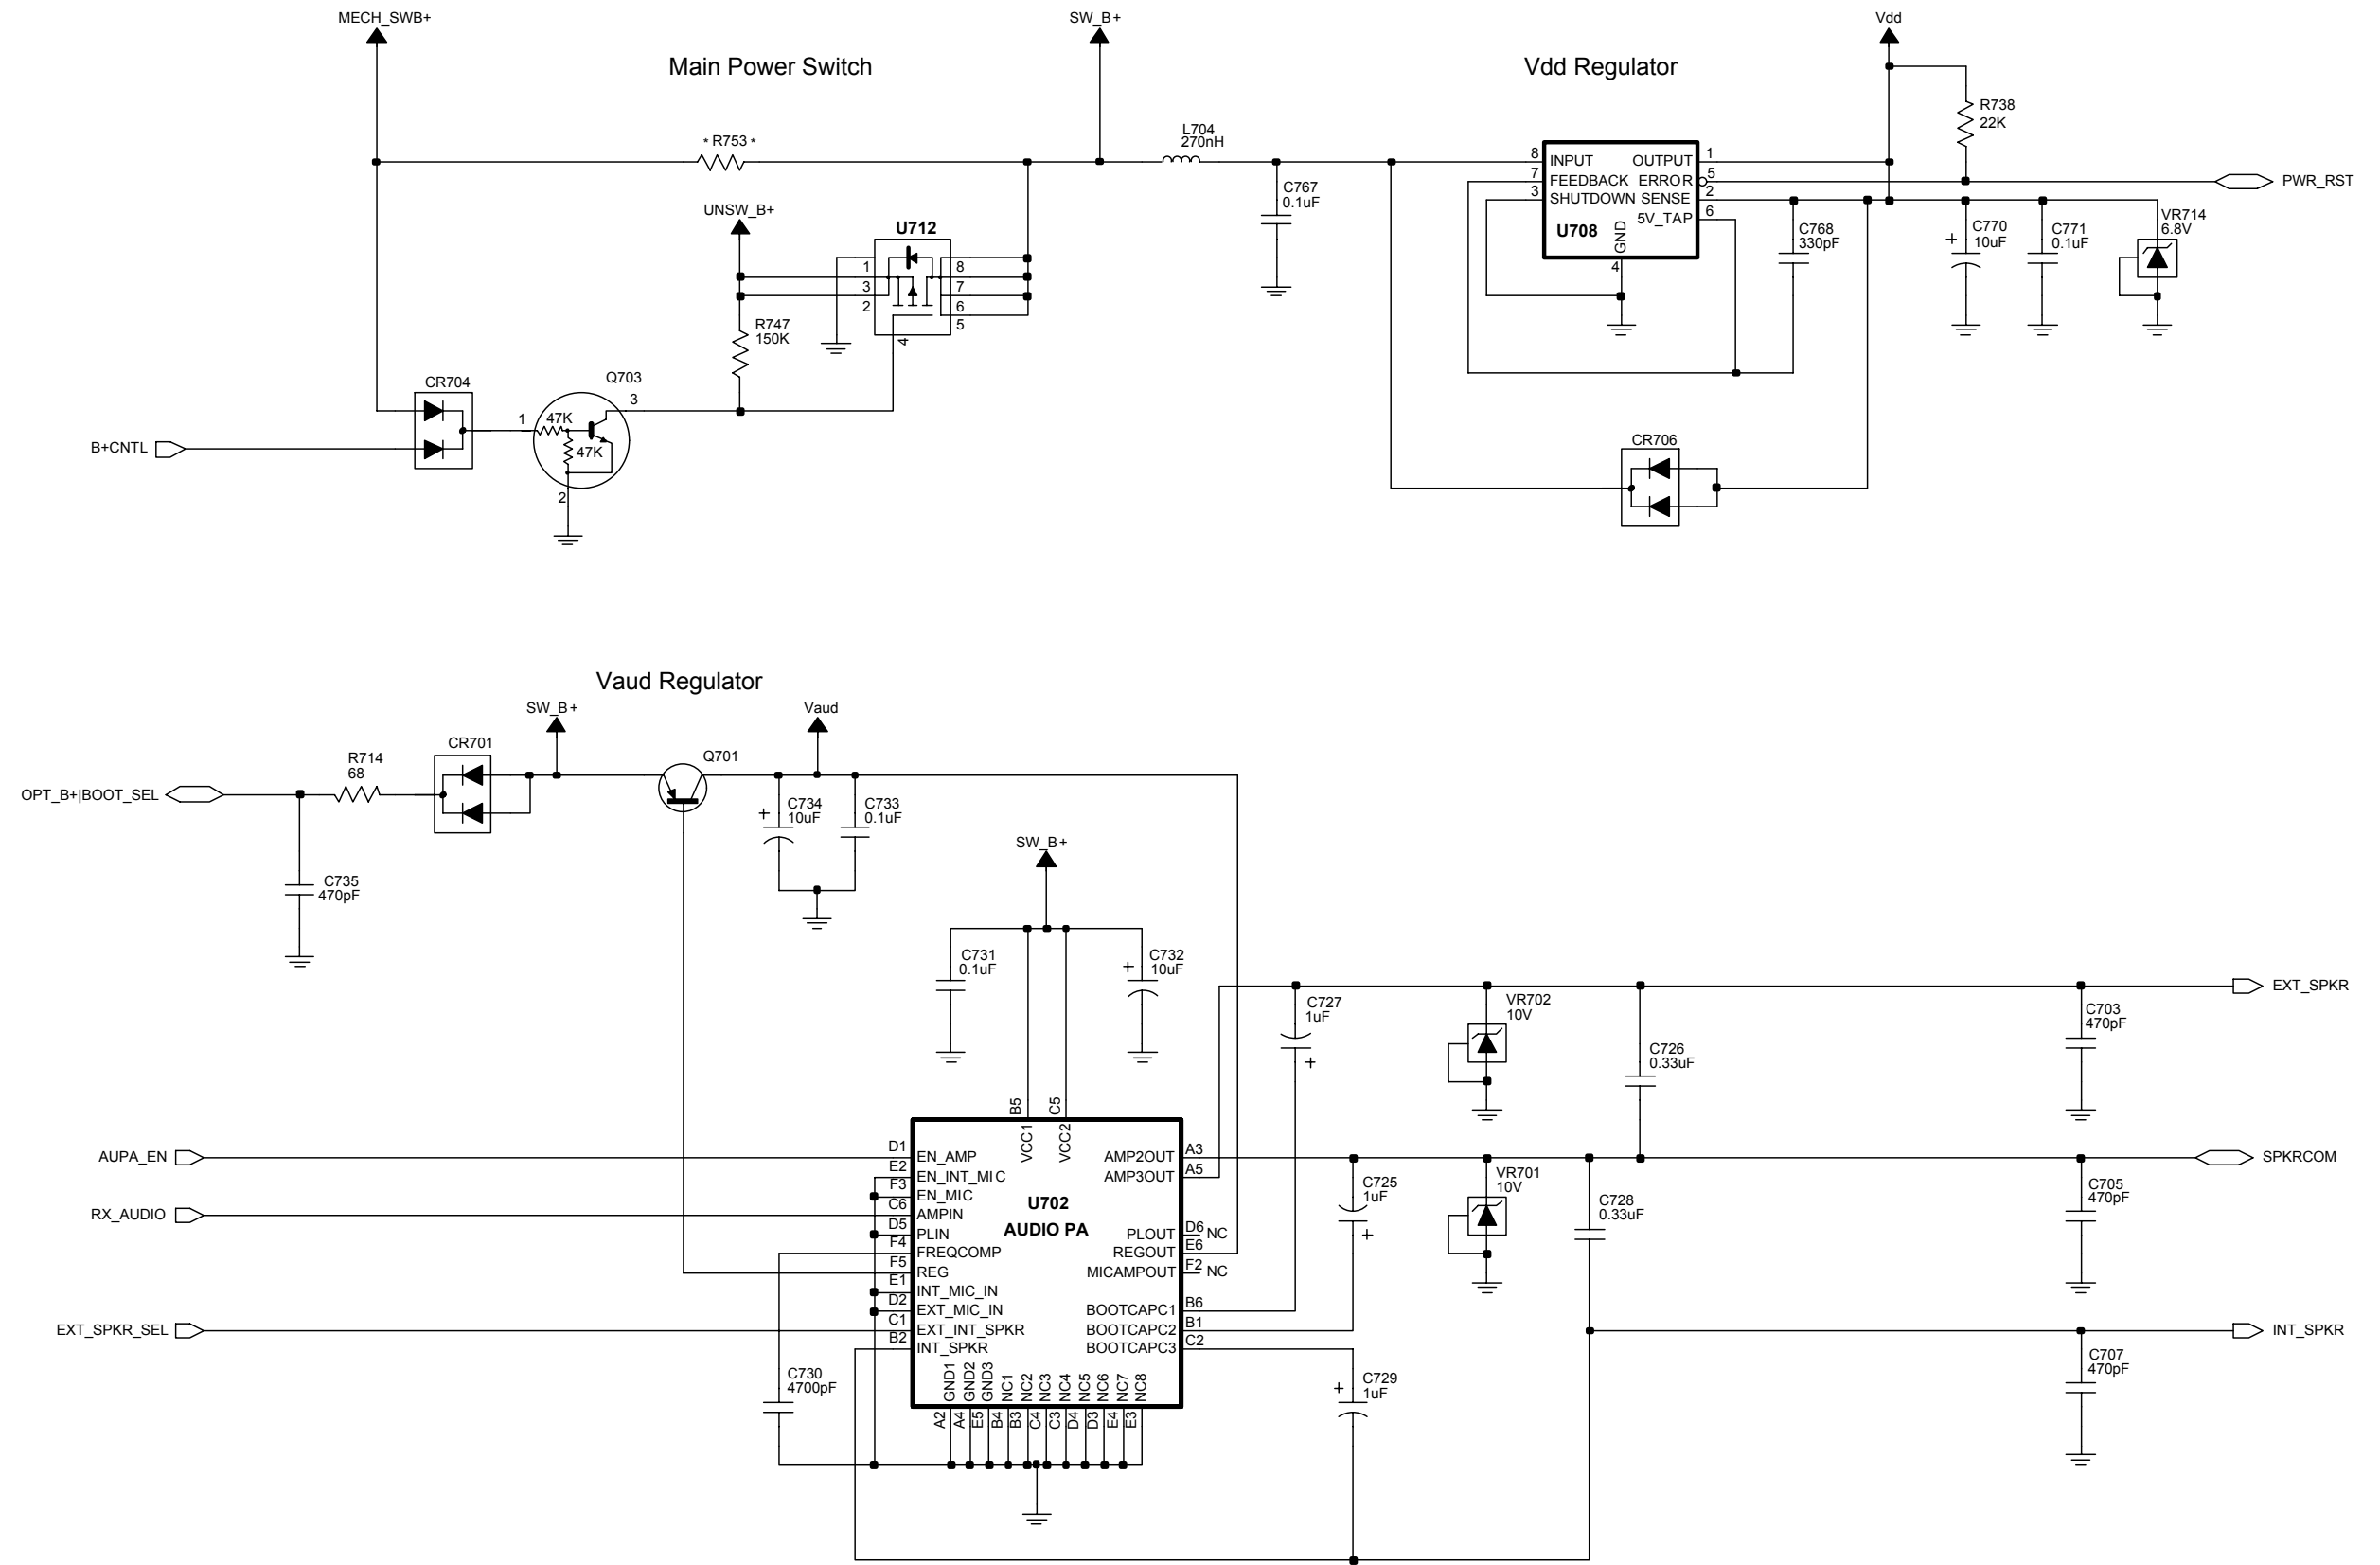 MECH_SWB+
SW_B+
Vdd
Main Power Switch
Vdd Regulator
* R753 *
L704
270nH
R738
22K
C767
0.1uF
8 INPUT OUTPUT 1
7 FEEDBACK ERROR 5
3 SHUTDOWN SENSE 2
5V_TAP 6
U708
GND
4
PWR_RST
UNSW_B+
U712
1
3
2
8
7
6
5
4
R747
150K
C768
330pF
+
C770
10uF
C771
0.1uF
VR714
6.8V
CR704
Q703
1
47K
47K
3
2
B+CNTL
CR706
Vaud Regulator
SW_B+
Vaud
CR701
Q701
R714
68
OPT_B+|BOOT_SEL
+
C734
10uF
C733
0.1uF
C735
470pF
SW_B+
C731
0.1uF
+
C732
10uF
C727
1uF
+
VR702
10V
C726
0.33uF
C703
470pF
EXT_SPKR
B5
C5
VCC1
VCC2
AUPA_EN
D1 EN_AMP
E2 EN_INT_MIC
F3 EN_MIC
RX_AUDIO
C6 AMPIN
D5 PLIN
F4 FREQCOMP
F5 REG
E1 INT_MIC_IN
D2 EXT_MIC_IN
EXT_SPKR_SEL
C1 EXT_INT_SPKR
B2 INT_SPKR
U702
AUDIO PA
AMP2OUT A3
AMP3OUT A5
PLOUT D6 NC
REGOUT E6
MICAMPOUT F2 NC
BOOTCAPC1 B6
BOOTCAPC2 B1
BOOTCAPC3 C2
SPKRCOM
C725
1uF
+
VR701
10V
C728
0.33uF
C705
470pF
INT_SPKR
C707
470pF
C730
4700pF
+
C729
1uF
GND1
GND2
GND3
NC1
NC2
NC3
NC4
NC5
NC6
NC7
NC8
A2
A4
E5
B4
B3
C4
C3
D4
D3
E4
E3